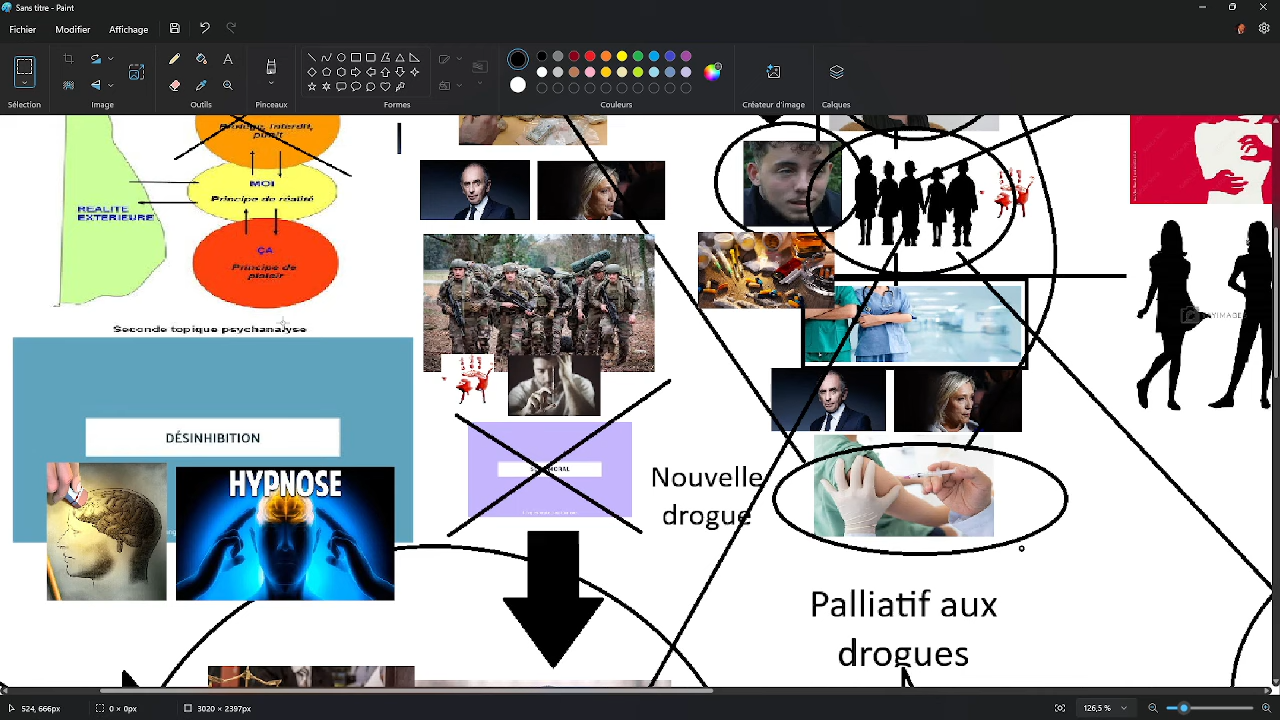 Sans titre - Paint
Fichier
Modifier
Affichage
Sélection
Image
Outils
Pinceaux
Formes
Couleurs
Créateur d'image
Calques
MOI
Principe de réalité
REALITE
EXTERIEURE
ÇA
Principe de
plaisir
Seconde topique psychanalyse
DÉSINHIBITION
HYPNOSE
Nouvelle
drogue
Palliatif aux
drogues
524, 666px
0 × 0px
3020 × 2397px
126,5 %